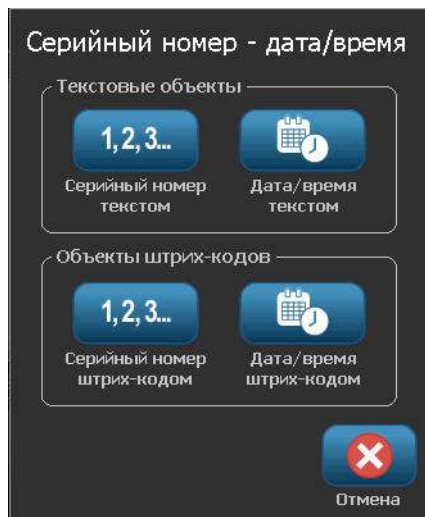 Серийный номер - дата/время
Текстовые объекты
1, 2, 3...
Серийный номер
текстом
Дата/время
текстом
Объекты штрих-кодов
1, 2, 3...
Серийный номер
штрих-кодом
Дата/время
штрих-кодом
Отмена